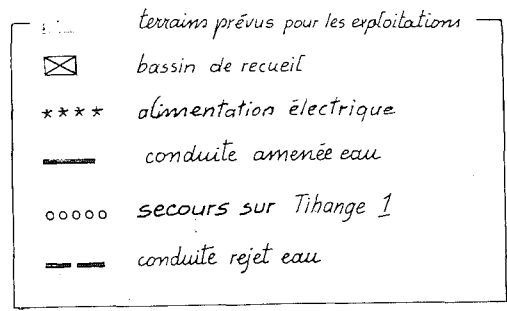 terrains prévus pour les exploitations
bassin de recueil
alimentation électrique
conduite amenée eau
secours sur Tihange 1
conduite rejet eau